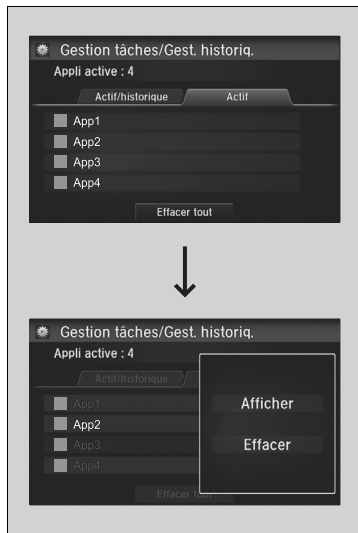 Gestion tâches/Gest. historiq.
Appli active : 4
Actif/historique Actif
App1
App2
App3
App4
Effacer tout
Gestion tâches/Gest. historiq.
Appli active : 4
Actif/historique
App1
App2
App3
App4
Effacer tout
Afficher
Effacer